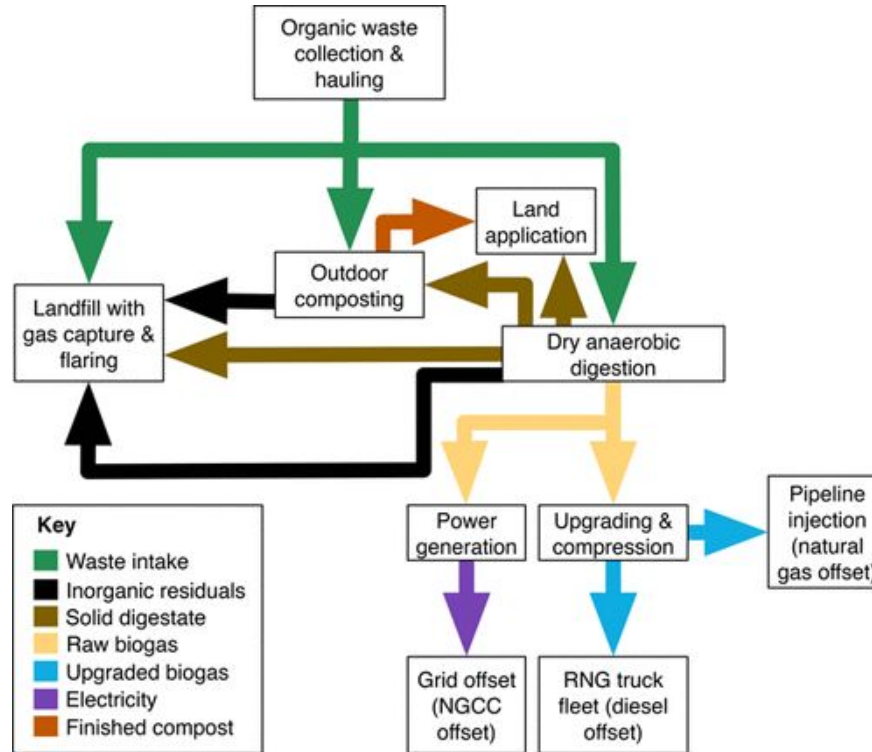 Organic waste
collection &
hauling
Land
application
Outdoor
composting
Landfill with
gas capture &
flaring
Dry anaerobic
digestion
Power
generation
Upgrading &
compression
Pipeline
injection
(natural
gas offset)
Grid offset
(NGCC
offset)
RNG truck
fleet (diesel
offset)
Key
Waste intake
Inorganic residuals
Solid digestate
Raw biogas
Upgraded biogas
Electricity
Finished compost